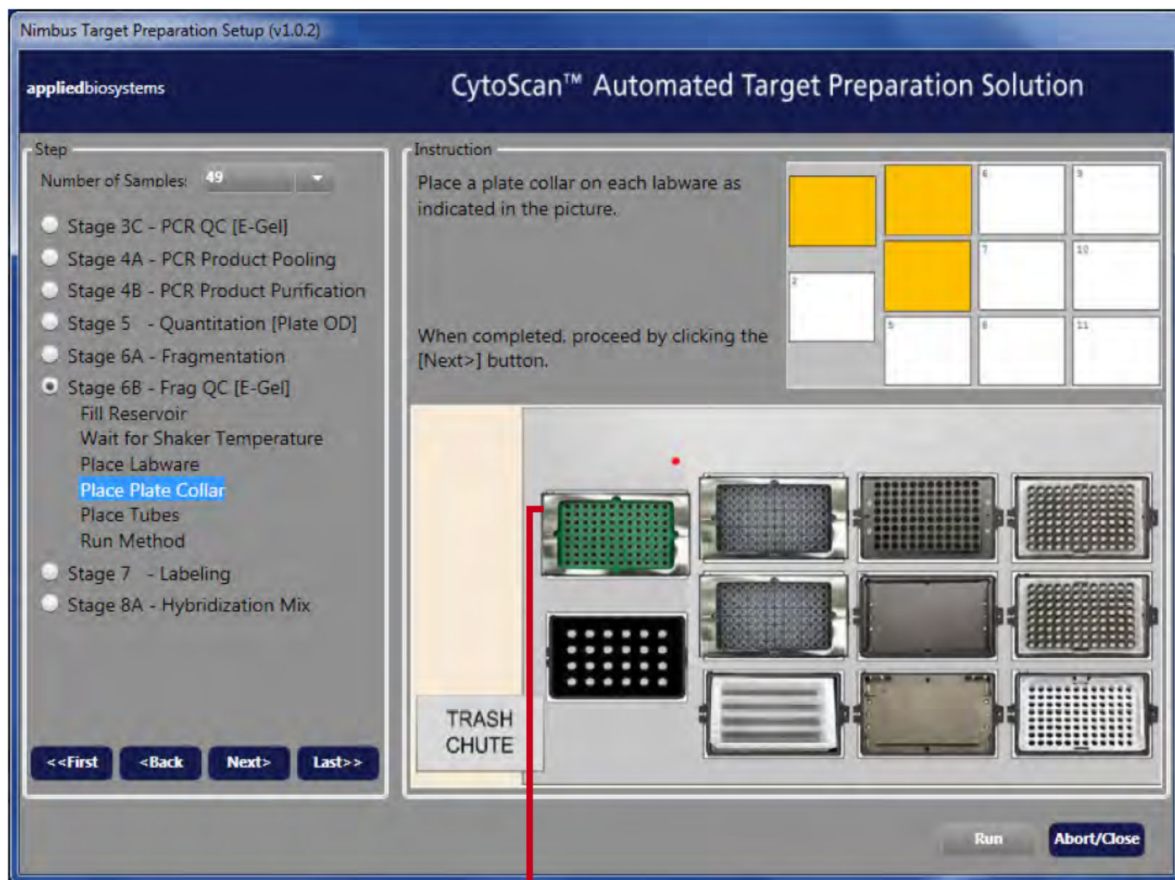 Nimbus Target Preparation Setup (v1.0.2)
appliedbiosystems
CytoScan™ Automated Target Preparation Solution
Step
Number of Samples: 49
Stage 3C - PCR QC [E-Gel]
Stage 4A - PCR Product Pooling
Stage 4B - PCR Product Purification
Stage 5 - Quantitation [Plate OD]
Stage 6A - Fragmentation
Stage 6B - Frag QC [E-Gel]
Fill Reservoir
Wait for Shaker Temperature
Place Labware
Place Plate Collar
Place Tubes
Run Method
Stage 7 - Labeling
Stage 8A - Hybridization Mix
<<First
<Back
Next>
Last>>
Instruction
Place a plate collar on each labware as
indicated in the picture.
When completed, proceed by clicking the
[Next>] button.
2
7
10
5
11
TRASH
CHUTE
Run
Abort/Close